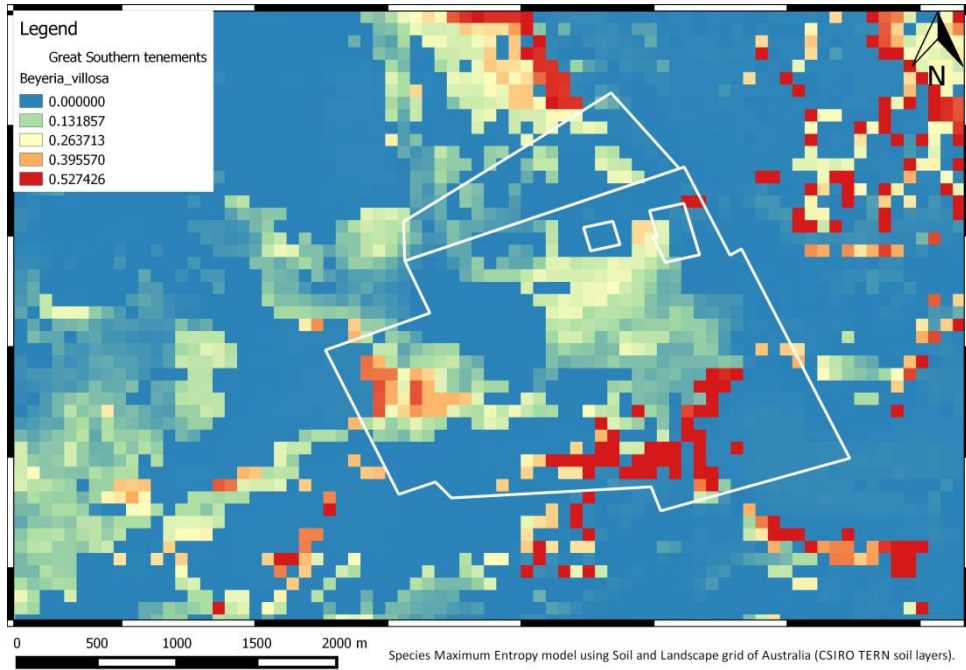 Legend
Great Southern tenements
Beyeria_villosa
0.000000
0.131857
0.263713
0.395570
0.527426
N
0 500 1000 1500 2000 m
Species Maximum Entropy model using Soil and Landscape grid of Australia (CSIRO TERN soil layers).